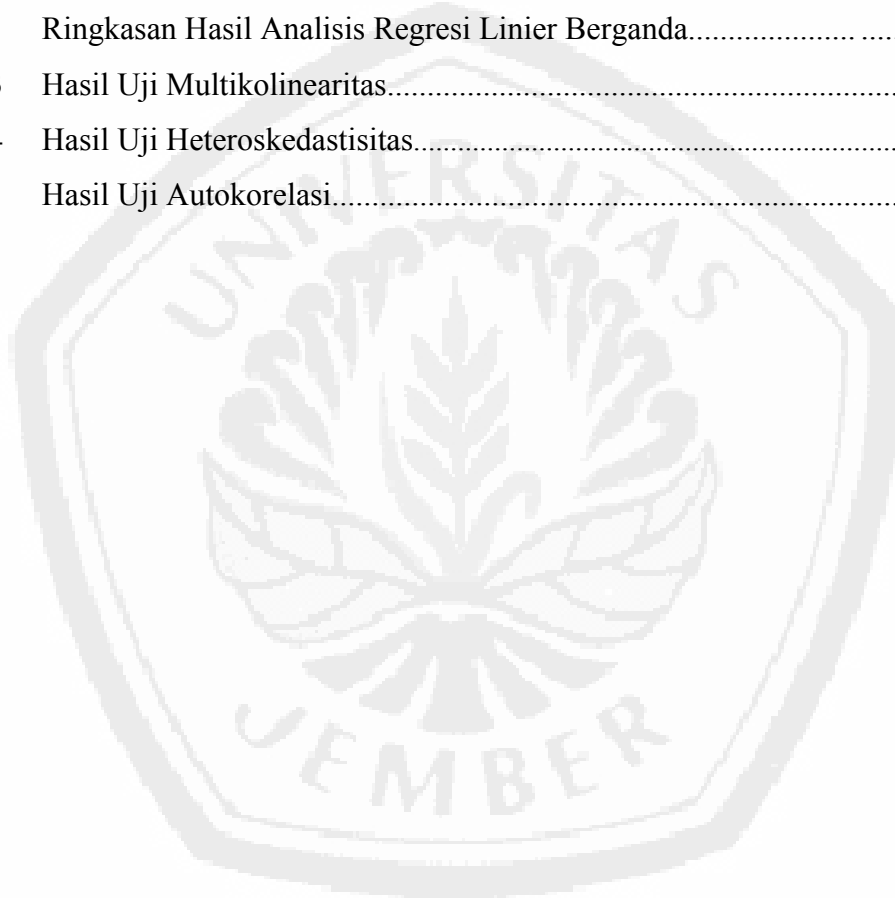 Ringkasan Hasil Analisis Regresi Linier Berganda.................... ....
Hasil Uji Multikolinearitas................................................................
Hasil Uji Heteroskedastisitas.............................................................
Hasil Uji Autokorelasi.......................................................................
UNIVERSITAS
JEMBER